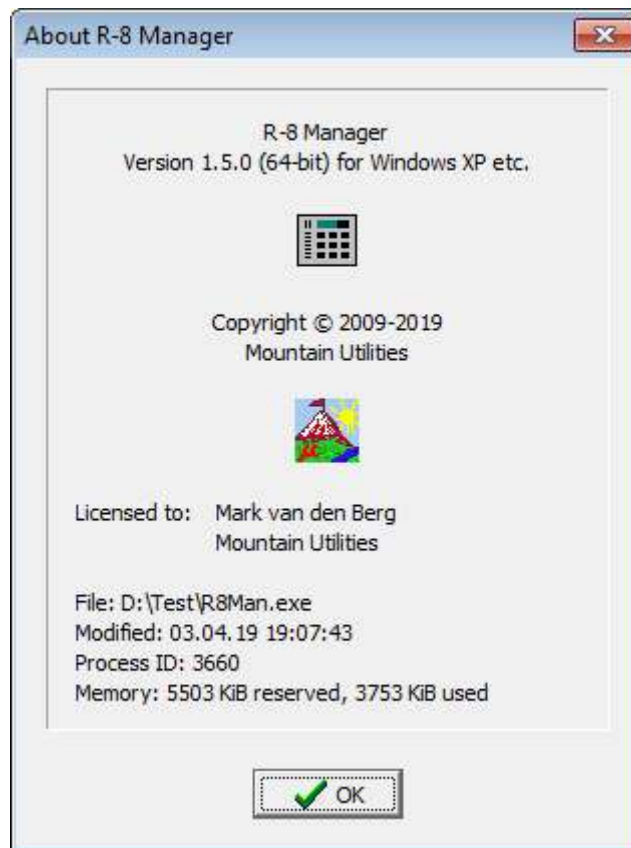 About R-8 Manager
R-8 Manager
Version 1.5.0 (64-bit) for Windows XP etc.
Copyright © 2009-2019
Mountain Utilities
Licensed to: Mark van den Berg
Mountain Utilities
File: D:\Test\R8Man.exe
Modified: 03.04.19 19:07:43
Process ID: 3660
Memory: 5503 KiB reserved, 3753 KiB used
OK